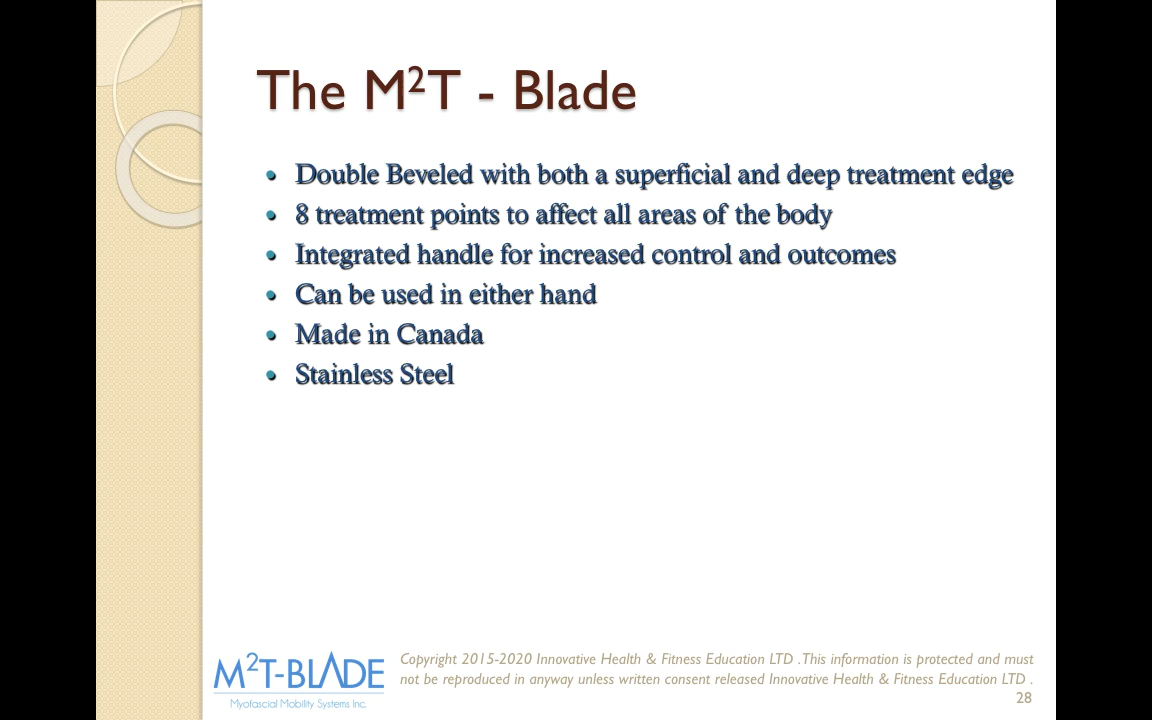 The M²T - Blade
• Double Beveled with both a superficial and deep treatment edge
• 8 treatment points to affect all areas of the body
• Integrated handle for increased control and outcomes
• Can be used in either hand
• Made in Canada
• Stainless Steel
M²T-BLADE
Myofascial Mobility Systems Inc.
Copyright 2015-2020 Innovative Health & Fitness Education LTD .This information is protected and must
not be reproduced in anyway unless written consent released Innovative Health & Fitness Education LTD .
28